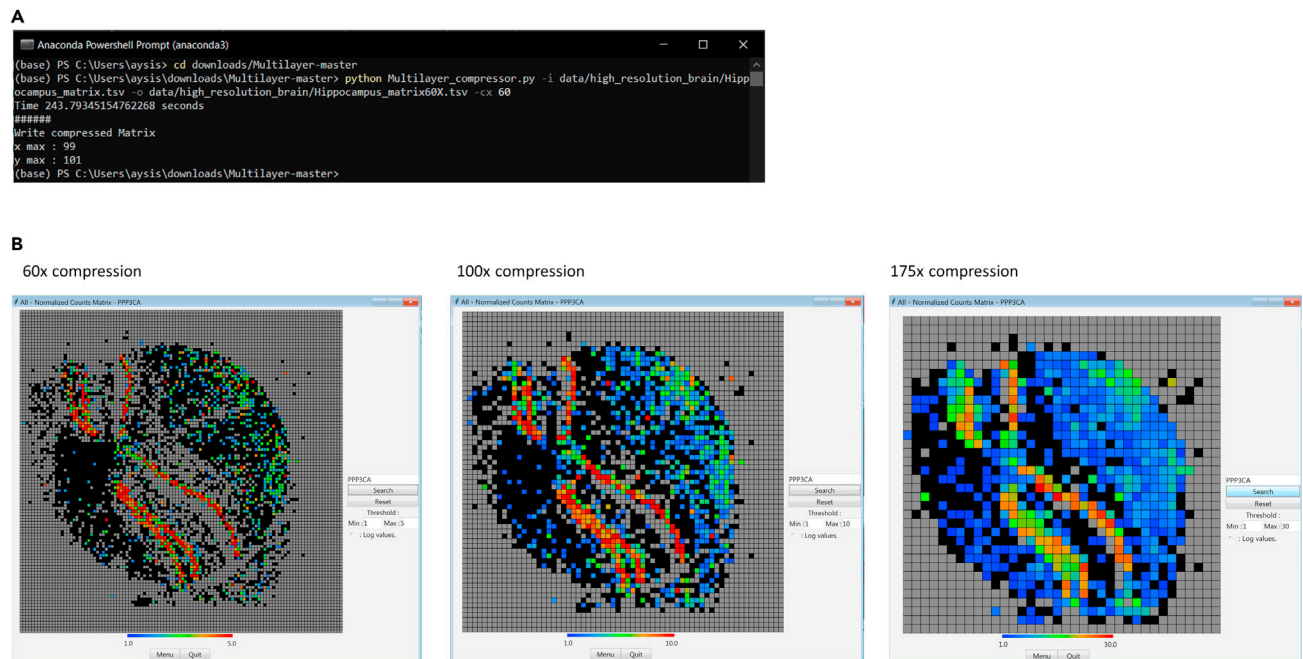 A
Anaconda Powershell Prompt (anaconda3)
(base) PS C:\Users\aysis> cd downloads/Multilayer-master
(base) PS C:\Users\aysis\downloads\Multilayer-master> python Multilayer_compressor.py -i data/high_resolution_brain/Hipp
ocampus_matrix.tsv -o data/high_resolution_brain/Hippocampus_matrix60X.tsv -cx 60
Time 243.79345154762268 seconds
######
Write compressed Matrix
x max : 99
y max : 101
(base) PS C:\Users\aysis\downloads\Multilayer-master>
B
60x compression
All - Normalized Counts Matrix - PPP3CA
PPP3CA
Search
Reset
Threshold :
Min :1 Max :5
: Log values.
1.0 5.0
Menu Quit
100x compression
All - Normalized Counts Matrix - PPP3CA
PPP3CA
Search
Reset
Threshold :
Min :1 Max :10
: Log values.
1.0 10.0
Menu Quit
175x compression
All - Normalized Counts Matrix - PPP3CA
PPP3CA
Search
Reset
Threshold :
Min :1 Max :30
: Log values.
1.0 30.0
Menu Quit